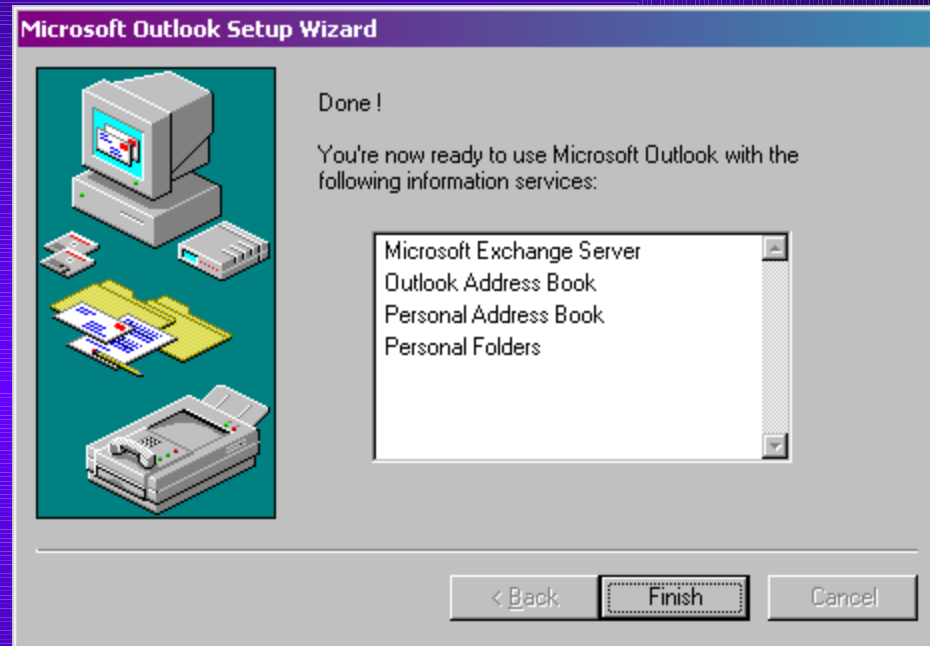 Microsoft Outlook Setup Wizard
Done !
You're now ready to use Microsoft Outlook with the
following information services:
Microsoft Exchange Server
Outlook Address Book
Personal Address Book
Personal Folders
< Back
Finish
Cancel